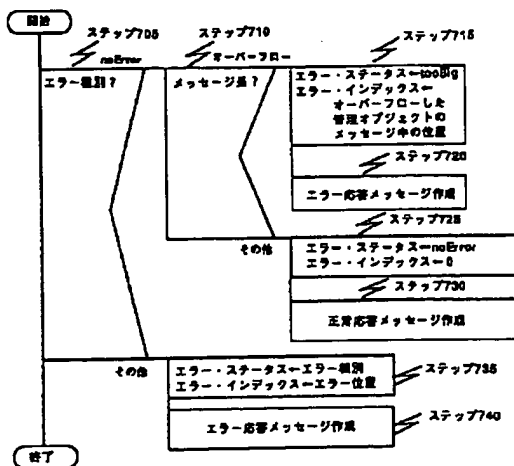 開始
ステップ705
ステップ710
ステップ715
noError
オーバーフロー
エラー種別?
メッセージ長?
エラー・ステータス←tooBig
エラー・インデックス←
オーバーフローした
管理オブジェクトの
メッセージ中の位置
ステップ720
エラー応答メッセージ作成
ステップ725
その他
エラー・ステータス←noError
エラー・インデックス←0
ステップ730
正常応答メッセージ作成
その他
エラー・ステータス←エラー種別
エラー・インデックス←エラー位置
ステップ735
エラー応答メッセージ作成
ステップ740
終了